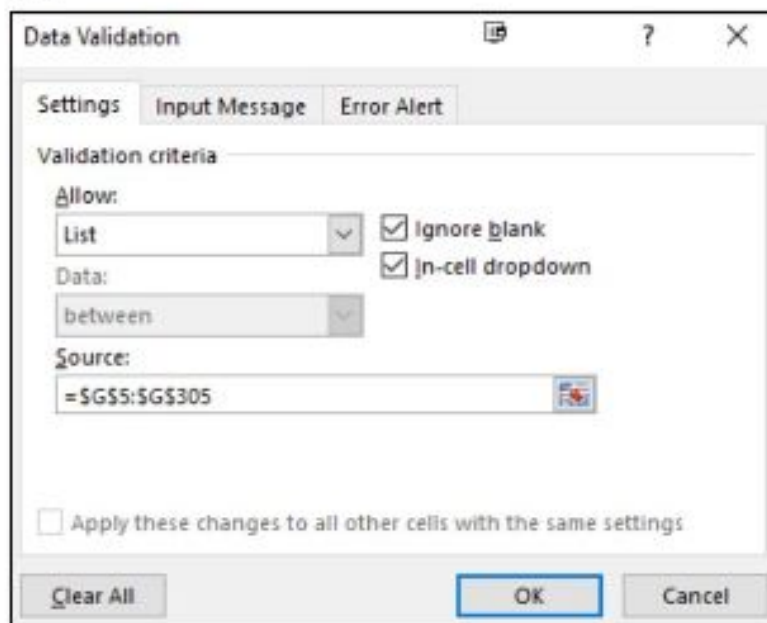 Data Validation ?
Settings Input Message Error Alert
Validation criteria
Allow:
List
Ignore blank
In-cell dropdown
Data:
between
Source:
=$G$5:$G$305
Apply these changes to all other cells with the same settings
Clear All OK Cancel